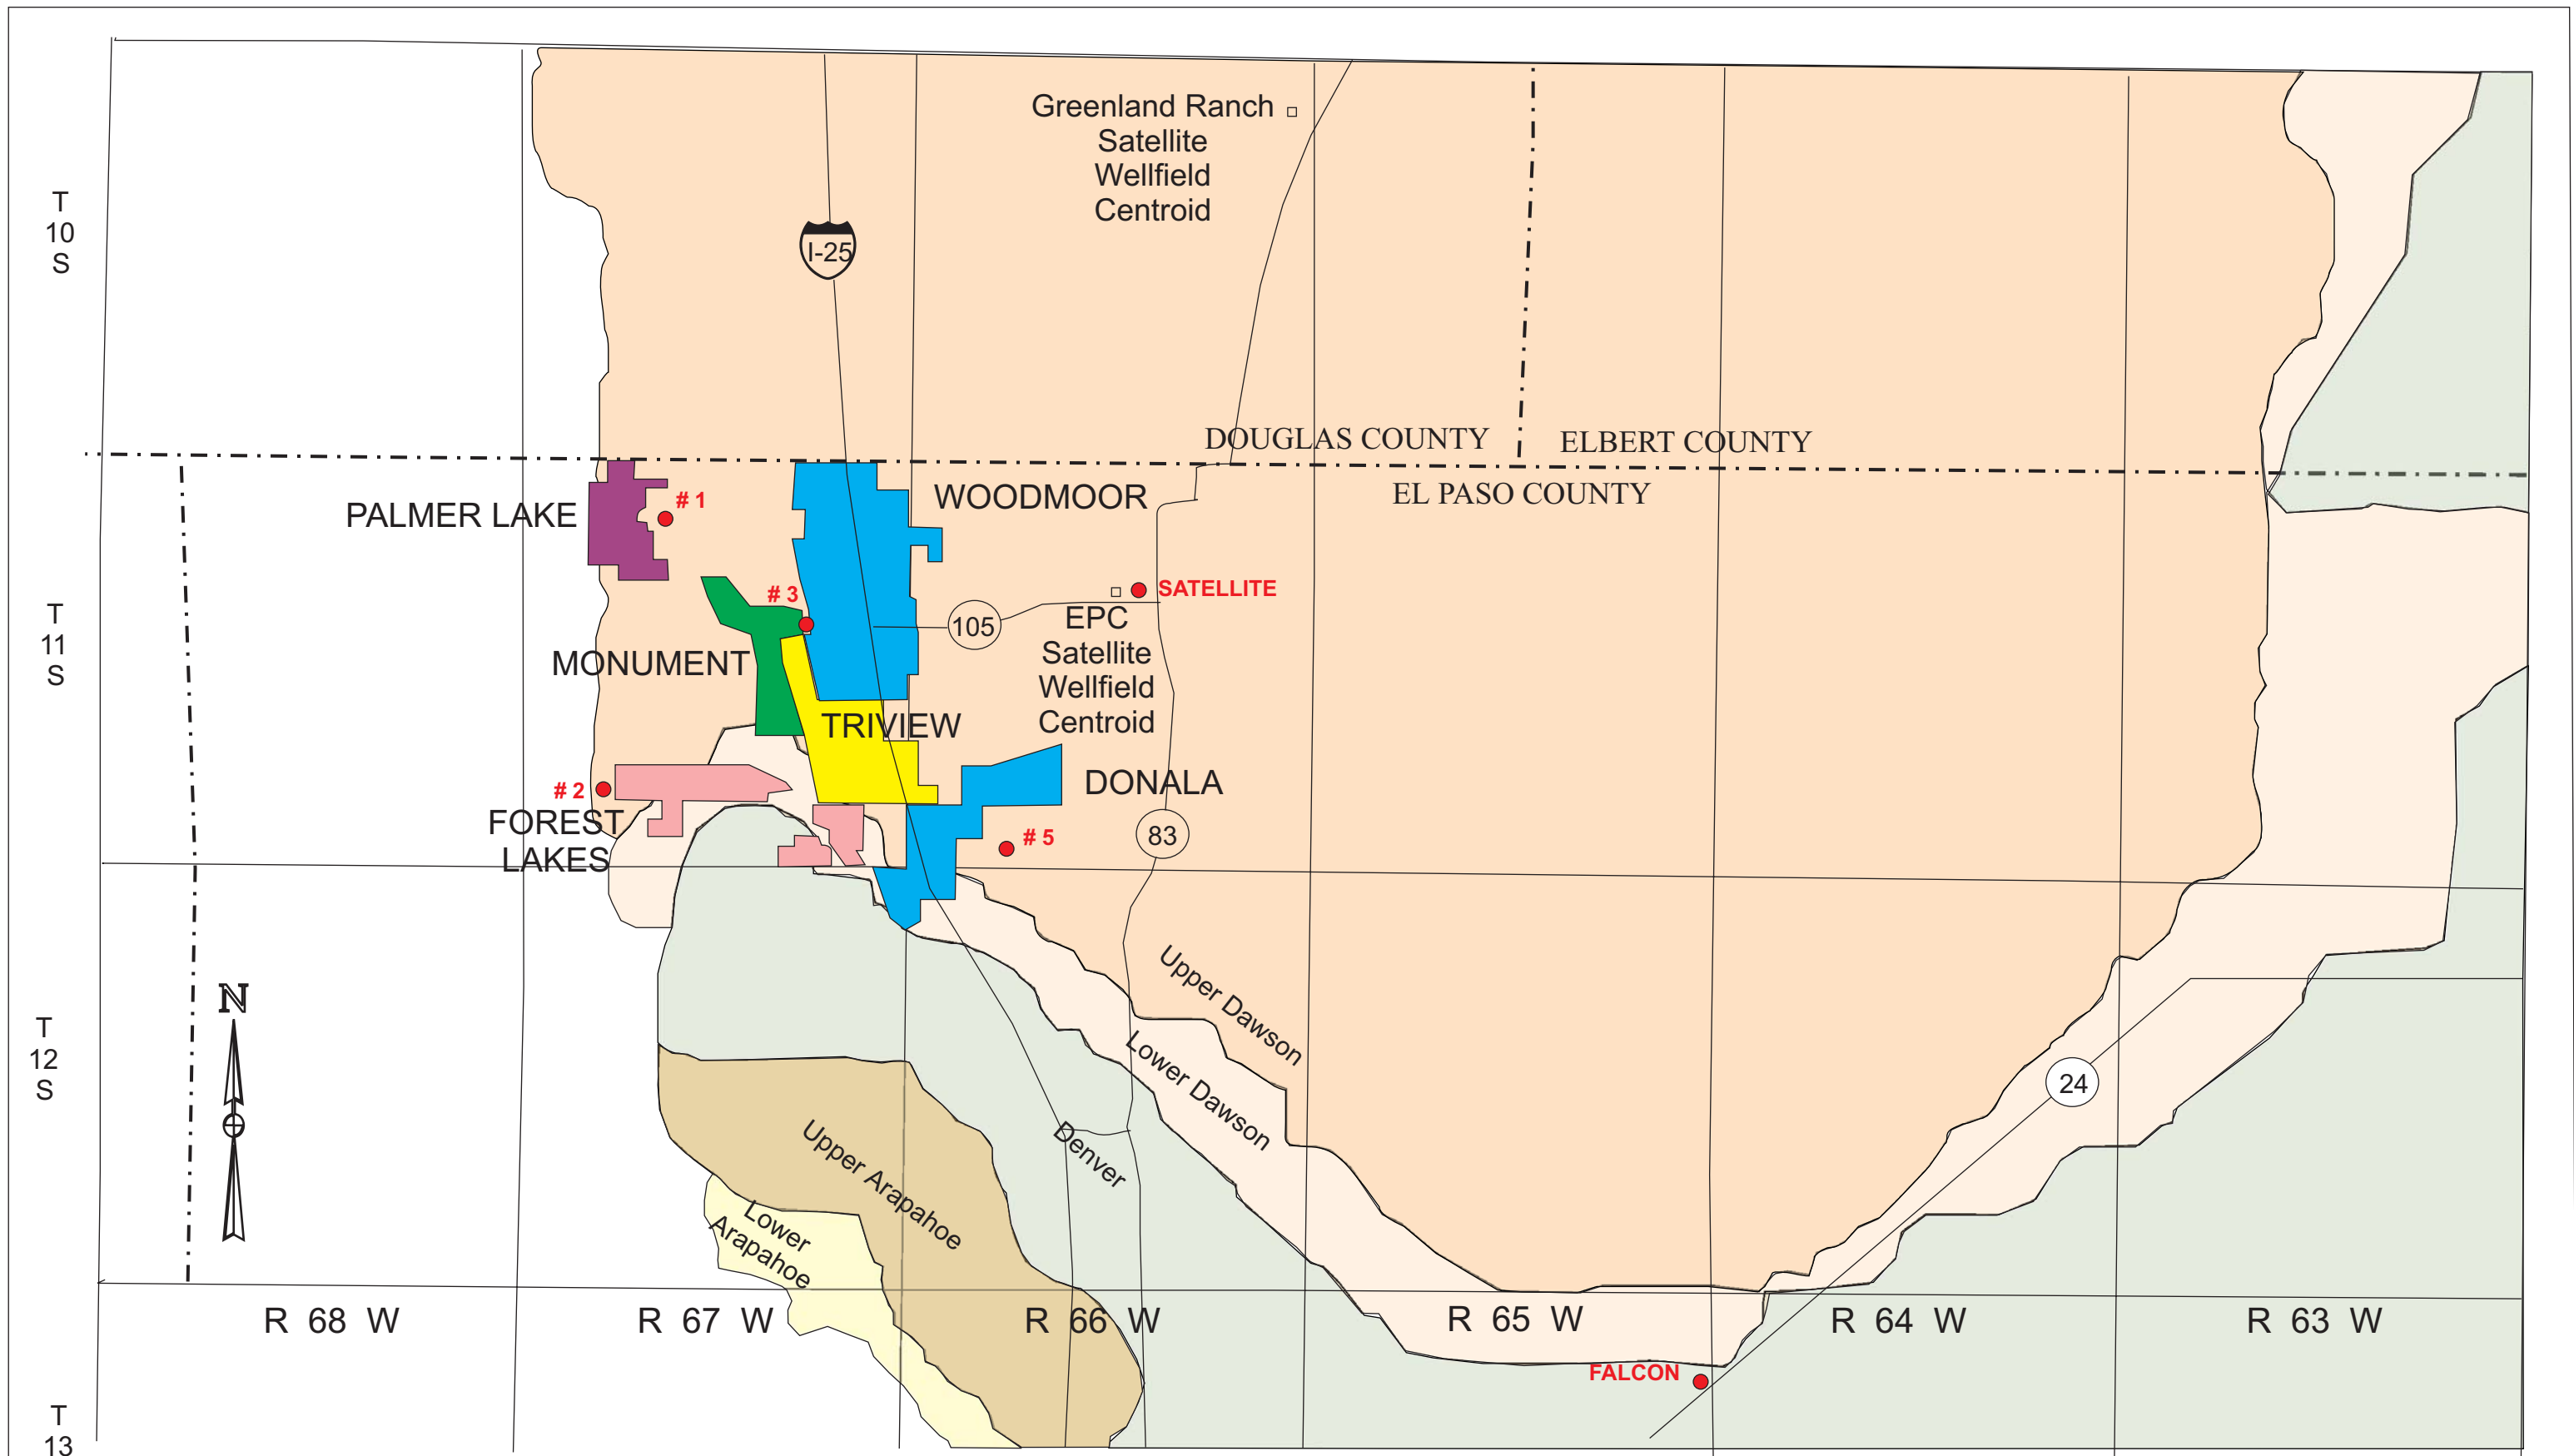 Greenland Ranch
Satellite
Wellfield
Centroid
T
10
S
I-25
DOUGLAS COUNTY
ELBERT COUNTY
EL PASO COUNTY
PALMER LAKE
# 1
WOODMOOR
# 3
SATELLITE
T
11
S
105
EPC
Satellite
Wellfield
Centroid
MONUMENT
TRIVIEW
DONALA
# 2
FOREST
LAKES
# 5
83
Upper Dawson
Lower Dawson
N
T
12
S
24
Denver
Upper Arapahoe
Lower
Arapahoe
R 68 W
R 67 W
R 66 W
R 65 W
R 64 W
R 63 W
FALCON
T
13